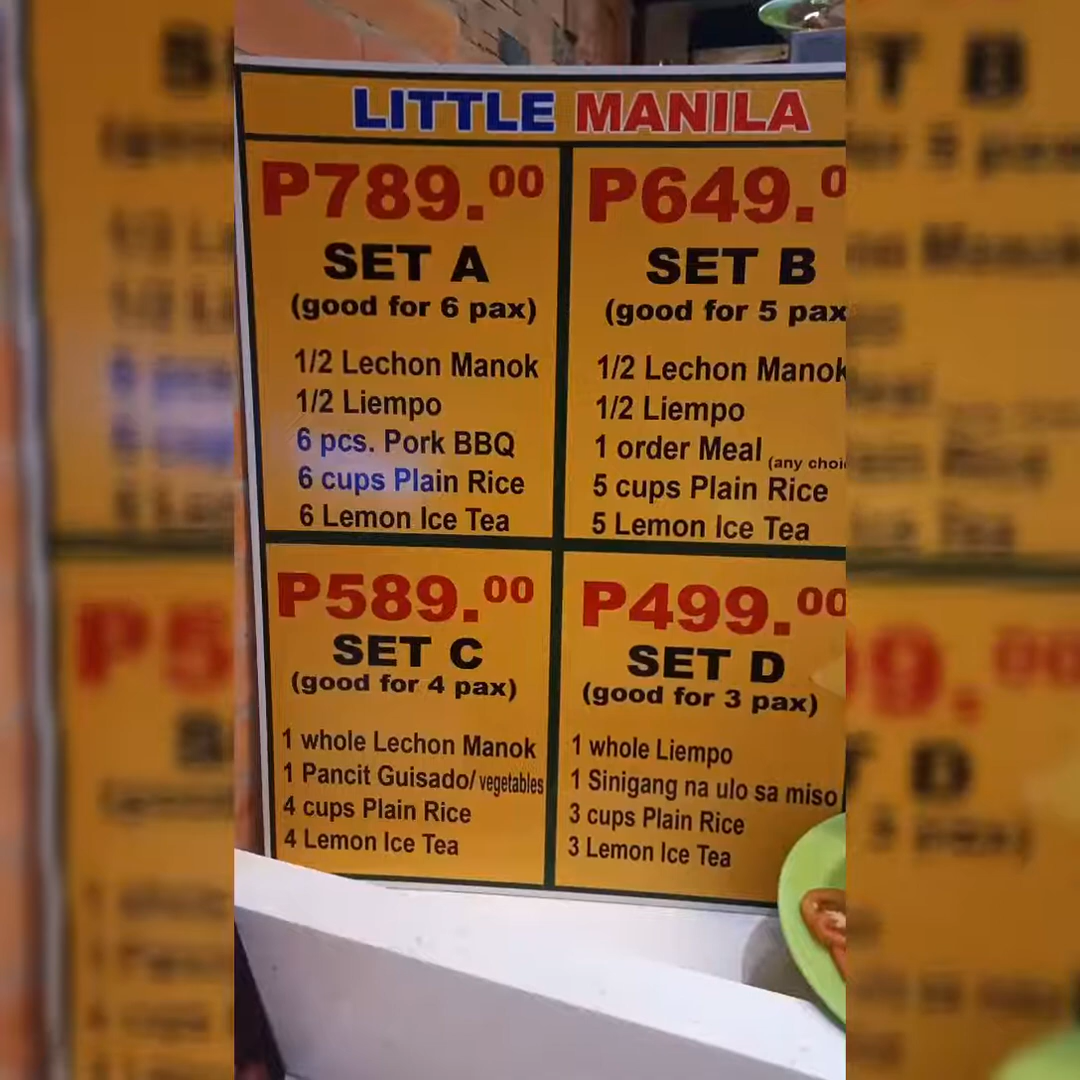 LITTLE MANILA
P789.00
SET A
(good for 6 pax)
1/2 Lechon Manok
1/2 Liempo
6 pcs. Pork BBQ
6 cups Plain Rice
6 Lemon Ice Tea
P649.0
SET B
(good for 5 pax
1/2 Lechon Manok
1/2 Liempo
1 order Meal (any choi
5 cups Plain Rice
5 Lemon Ice Tea
P589.00
SET C
(good for 4 pax)
1 whole Lechon Manok
1 Pancit Guisado/vegetables
4 cups Plain Rice
4 Lemon Ice Tea
P499.00
SET D
(good for 3 pax)
1 whole Liempo
1 Sinigang na ulo sa miso
3 cups Plain Rice
3 Lemon Ice Tea